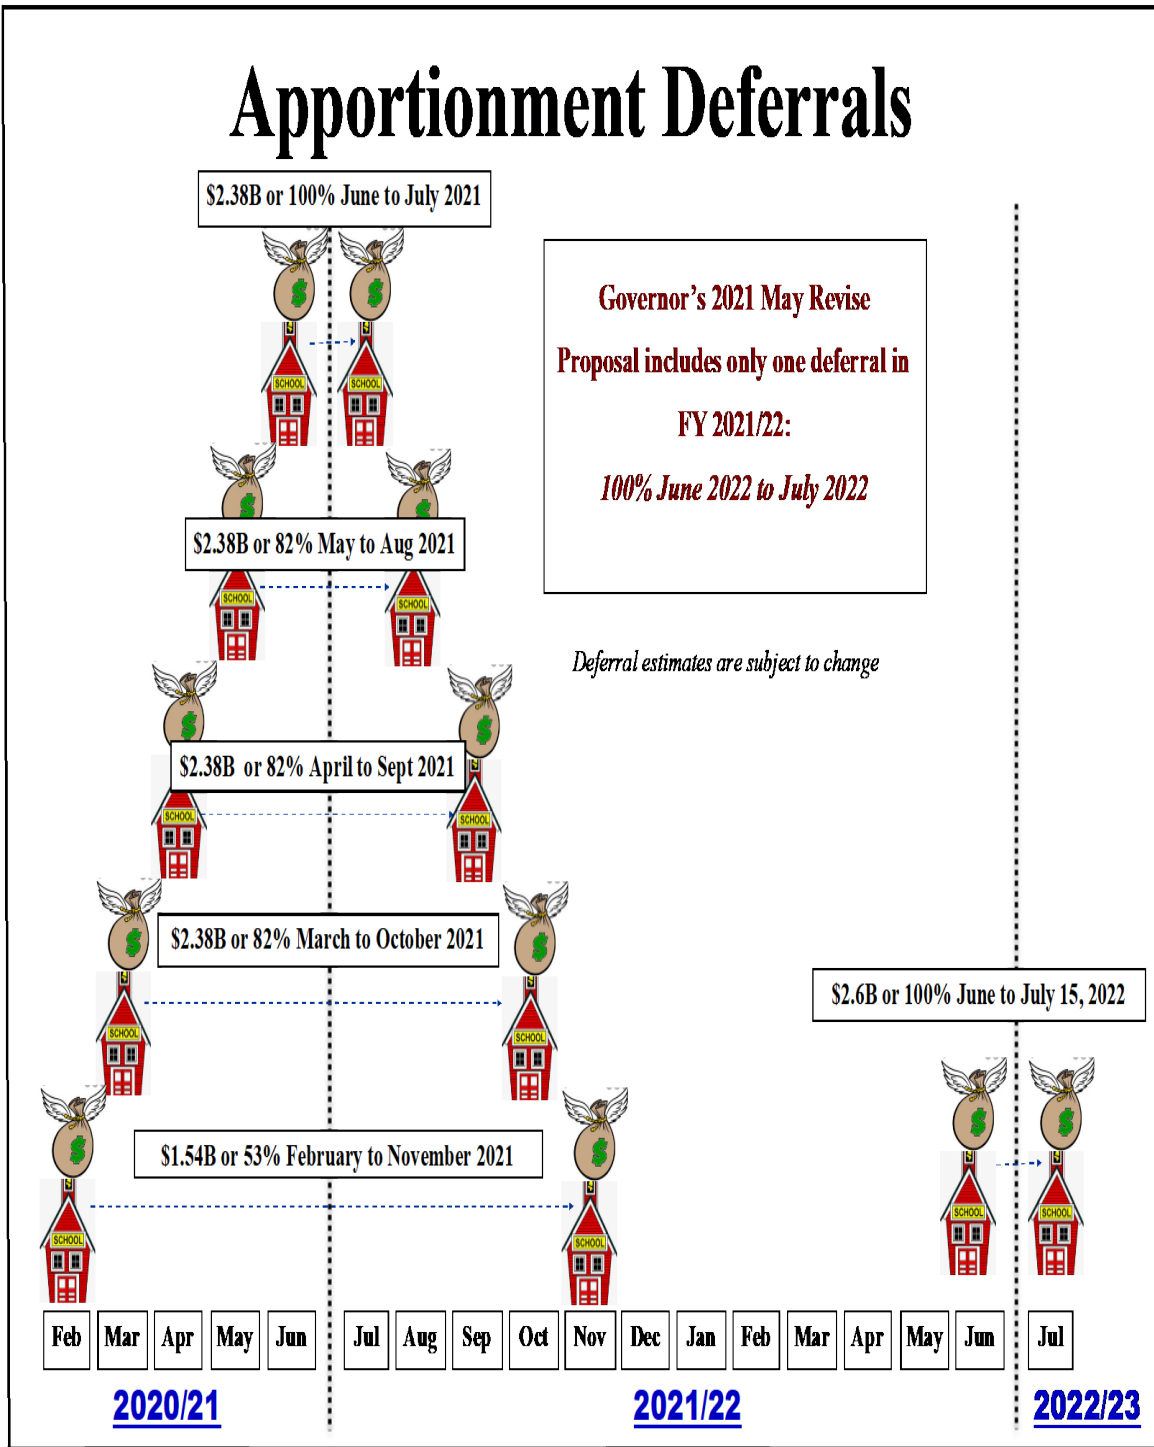 Apportionment Deferrals
$2.38B or 100% June to July 2021
$
$
SCHOOL
SCHOOL
Governor's 2021 May Revise
Proposal includes only one deferral in
FY 2021/22:
100% June 2022 to July 2022
$
$
$2.38B or 82% May to Aug 2021
SCHOOL
SCHOOL
Deferral estimates are subject to change
$
$
$2.38B or 82% April to Sept 2021
SCHOOL
SCHOOL
$
$
$2.38B or 82% March to October 2021
SCHOOL
SCHOOL
$2.6B or 100% June to July 15, 2022
$
$
$
$
$1.54B or 53% February to November 2021
SCHOOL
SCHOOL
SCHOOL
SCHOOL
Feb Mar Apr May Jun Jul Aug Sep Oct Nov Dec Jan Feb Mar Apr May Jun Jul
2020/21 2021/22 2022/23